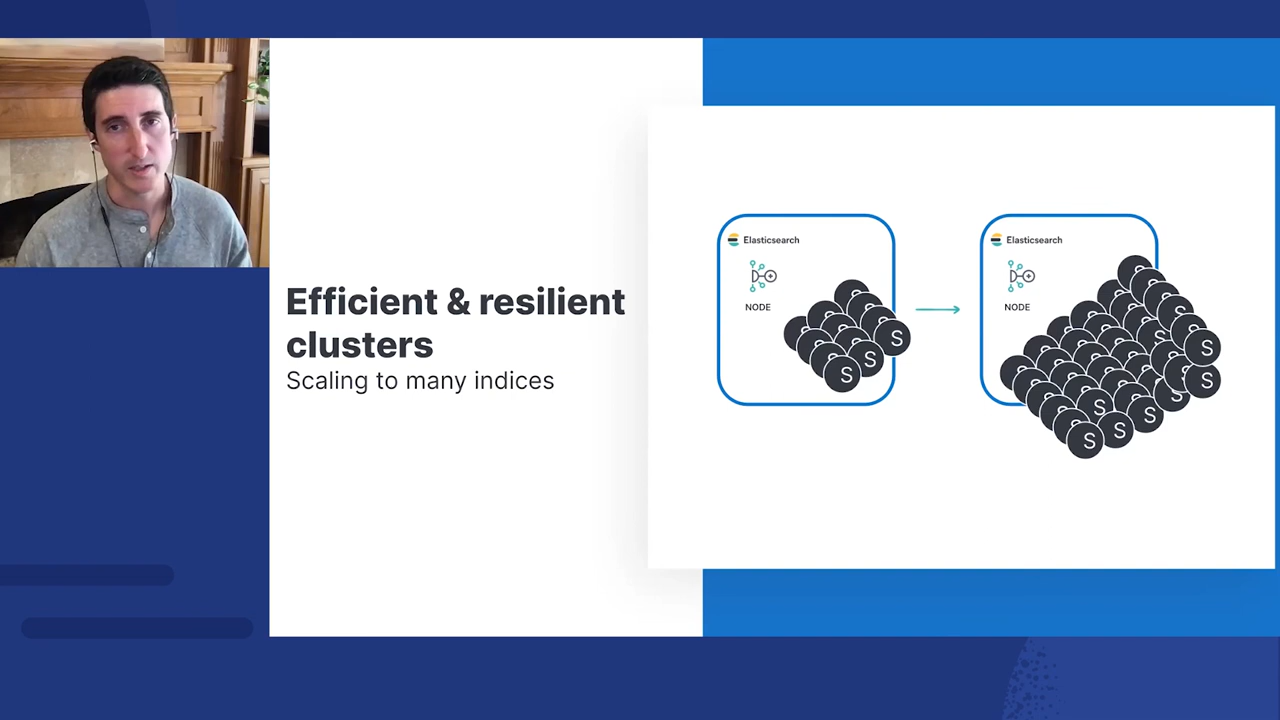 Efficient & resilient
clusters
Scaling to many indices
Elasticsearch
NODE
S
S
S
Elasticsearch
NODE
S
S
S
S
S
S